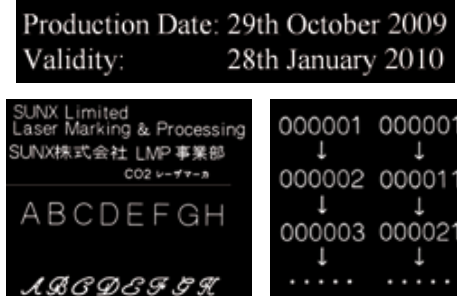 Production Date: 29th October 2009
Validity: 28th January 2010
SUNX Limited
Laser Marking & Processing
SUNX株式会社 LMP 事業部
CO2 レーザマーカ
ABCDEFGH
ABCDEFGH
000001 000001
↓ ↓
000002 000011
↓ ↓
000003 000021
↓ ↓
..... .....